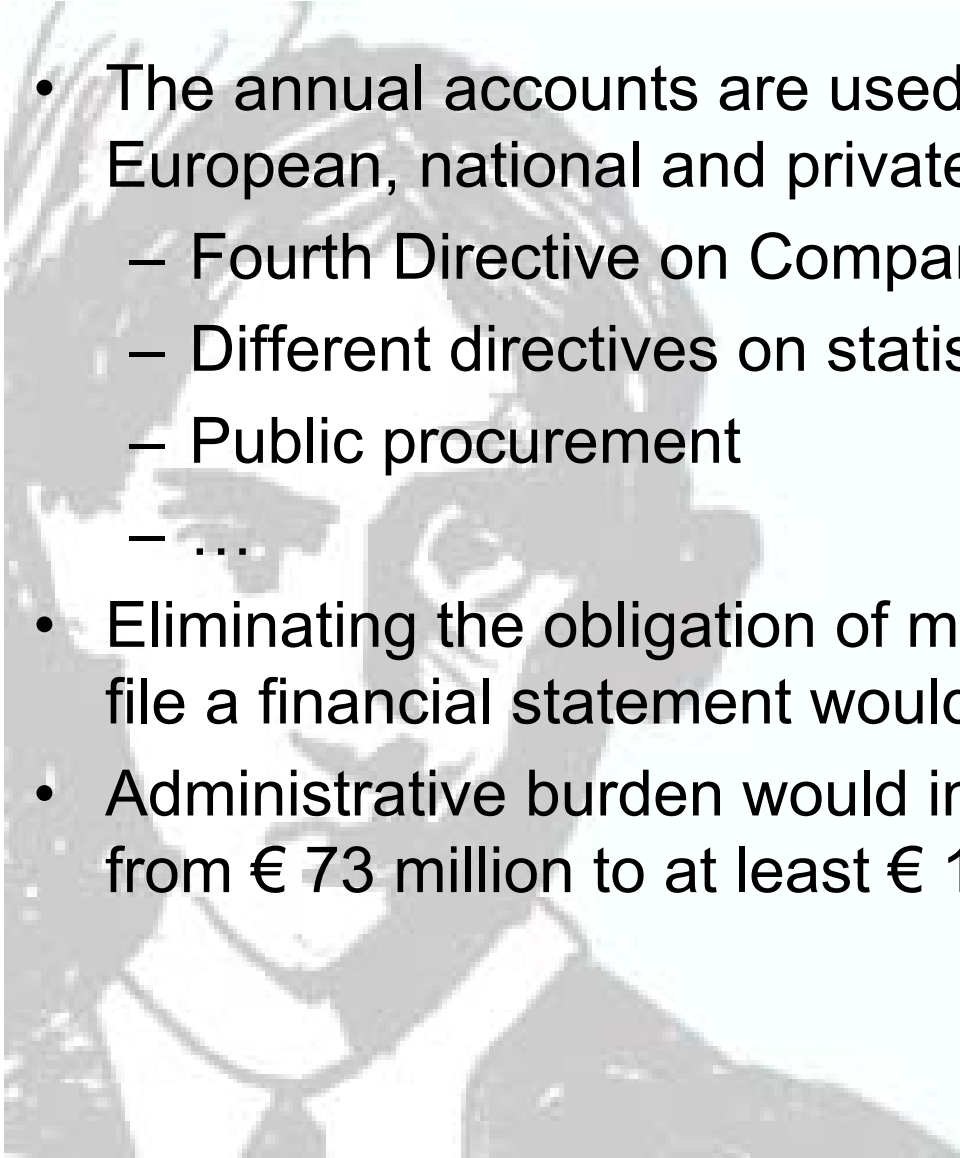 • The annual accounts are used
European, national and private
– Fourth Directive on Compa
– Different directives on statis
– Public procurement
– …
• Eliminating the obligation of m
file a financial statement would
• Administrative burden would in
from € 73 million to at least € 1